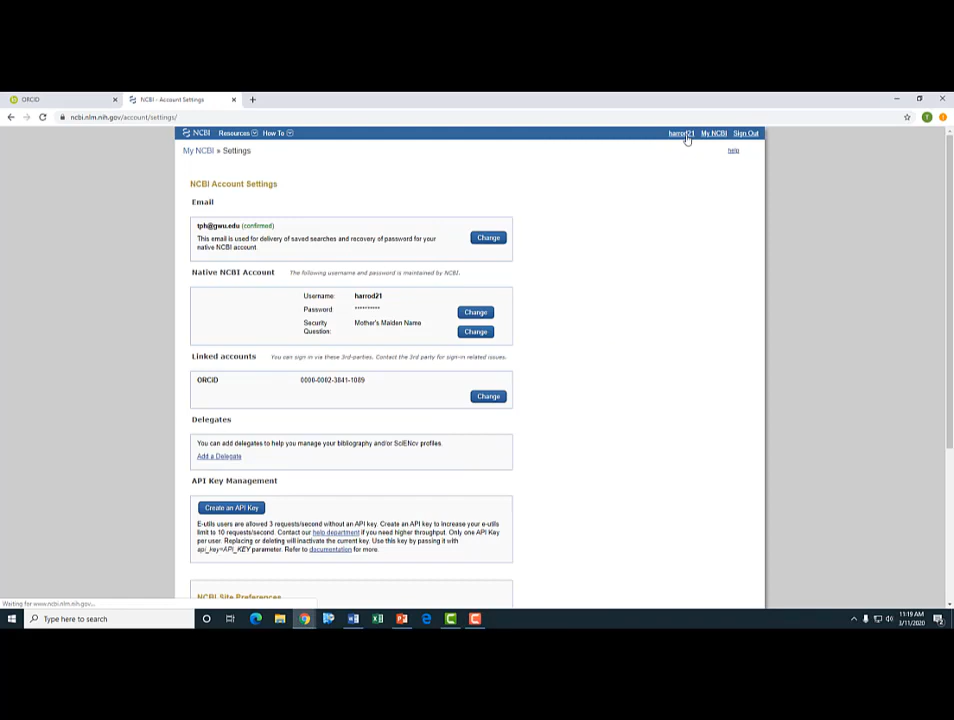 ORCID
NCBI - Account Settings
ncbi.nlm.nih.gov/account/settings/
NCBI Resources How To harrod21 My NCBI Sign Out
My NCBI » Settings help
NCBI Account Settings
Email
tph@gwu.edu (confirmed)
This email is used for delivery of saved searches and recovery of password for your
native NCBI account.
Change
Native NCBI Account The following username and password is maintained by NCBI.
Username: harrod21
Password: **********
Change
Security Mother's Maiden Name
Question:
Change
Linked accounts You can sign in via these 3rd-parties. Contact the 3rd party for sign-in related issues.
ORCiD 0000-0002-3841-1089
Change
Delegates
You can add delegates to help you manage your bibliography and/or SciENcv profiles.
Add a Delegate
API Key Management
Create an API Key
E-utils users are allowed 3 requests/second without an API key. Create an API key to increase your e-utils
limit to 10 requests/second. Contact our help department if you need higher throughput. Only one API Key
per user. Replacing or deleting will inactivate the current key. Use this key by passing it with
api_key=API_KEY parameter. Refer to documentation for more.
NCBI Site Preferences
Waiting for www.ncbi.nlm.nih.gov...
Type here to search
11:19 AM
3/11/2020